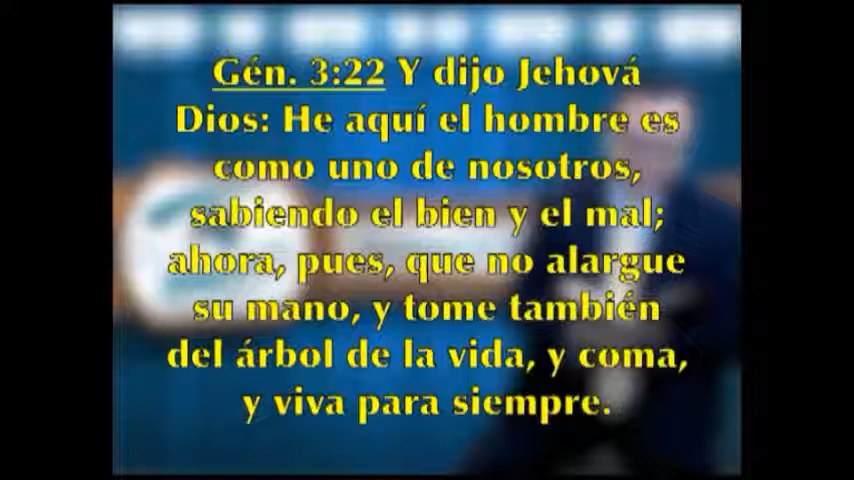 Gén. 3:22 Y dijo Jehová
Dios: He aquí el hombre es
como uno de nosotros,
sabiendo el bien y el mal;
ahora, pues, que no alargue
su mano, y tome también
del árbol de la vida, y coma,
y viva para siempre.